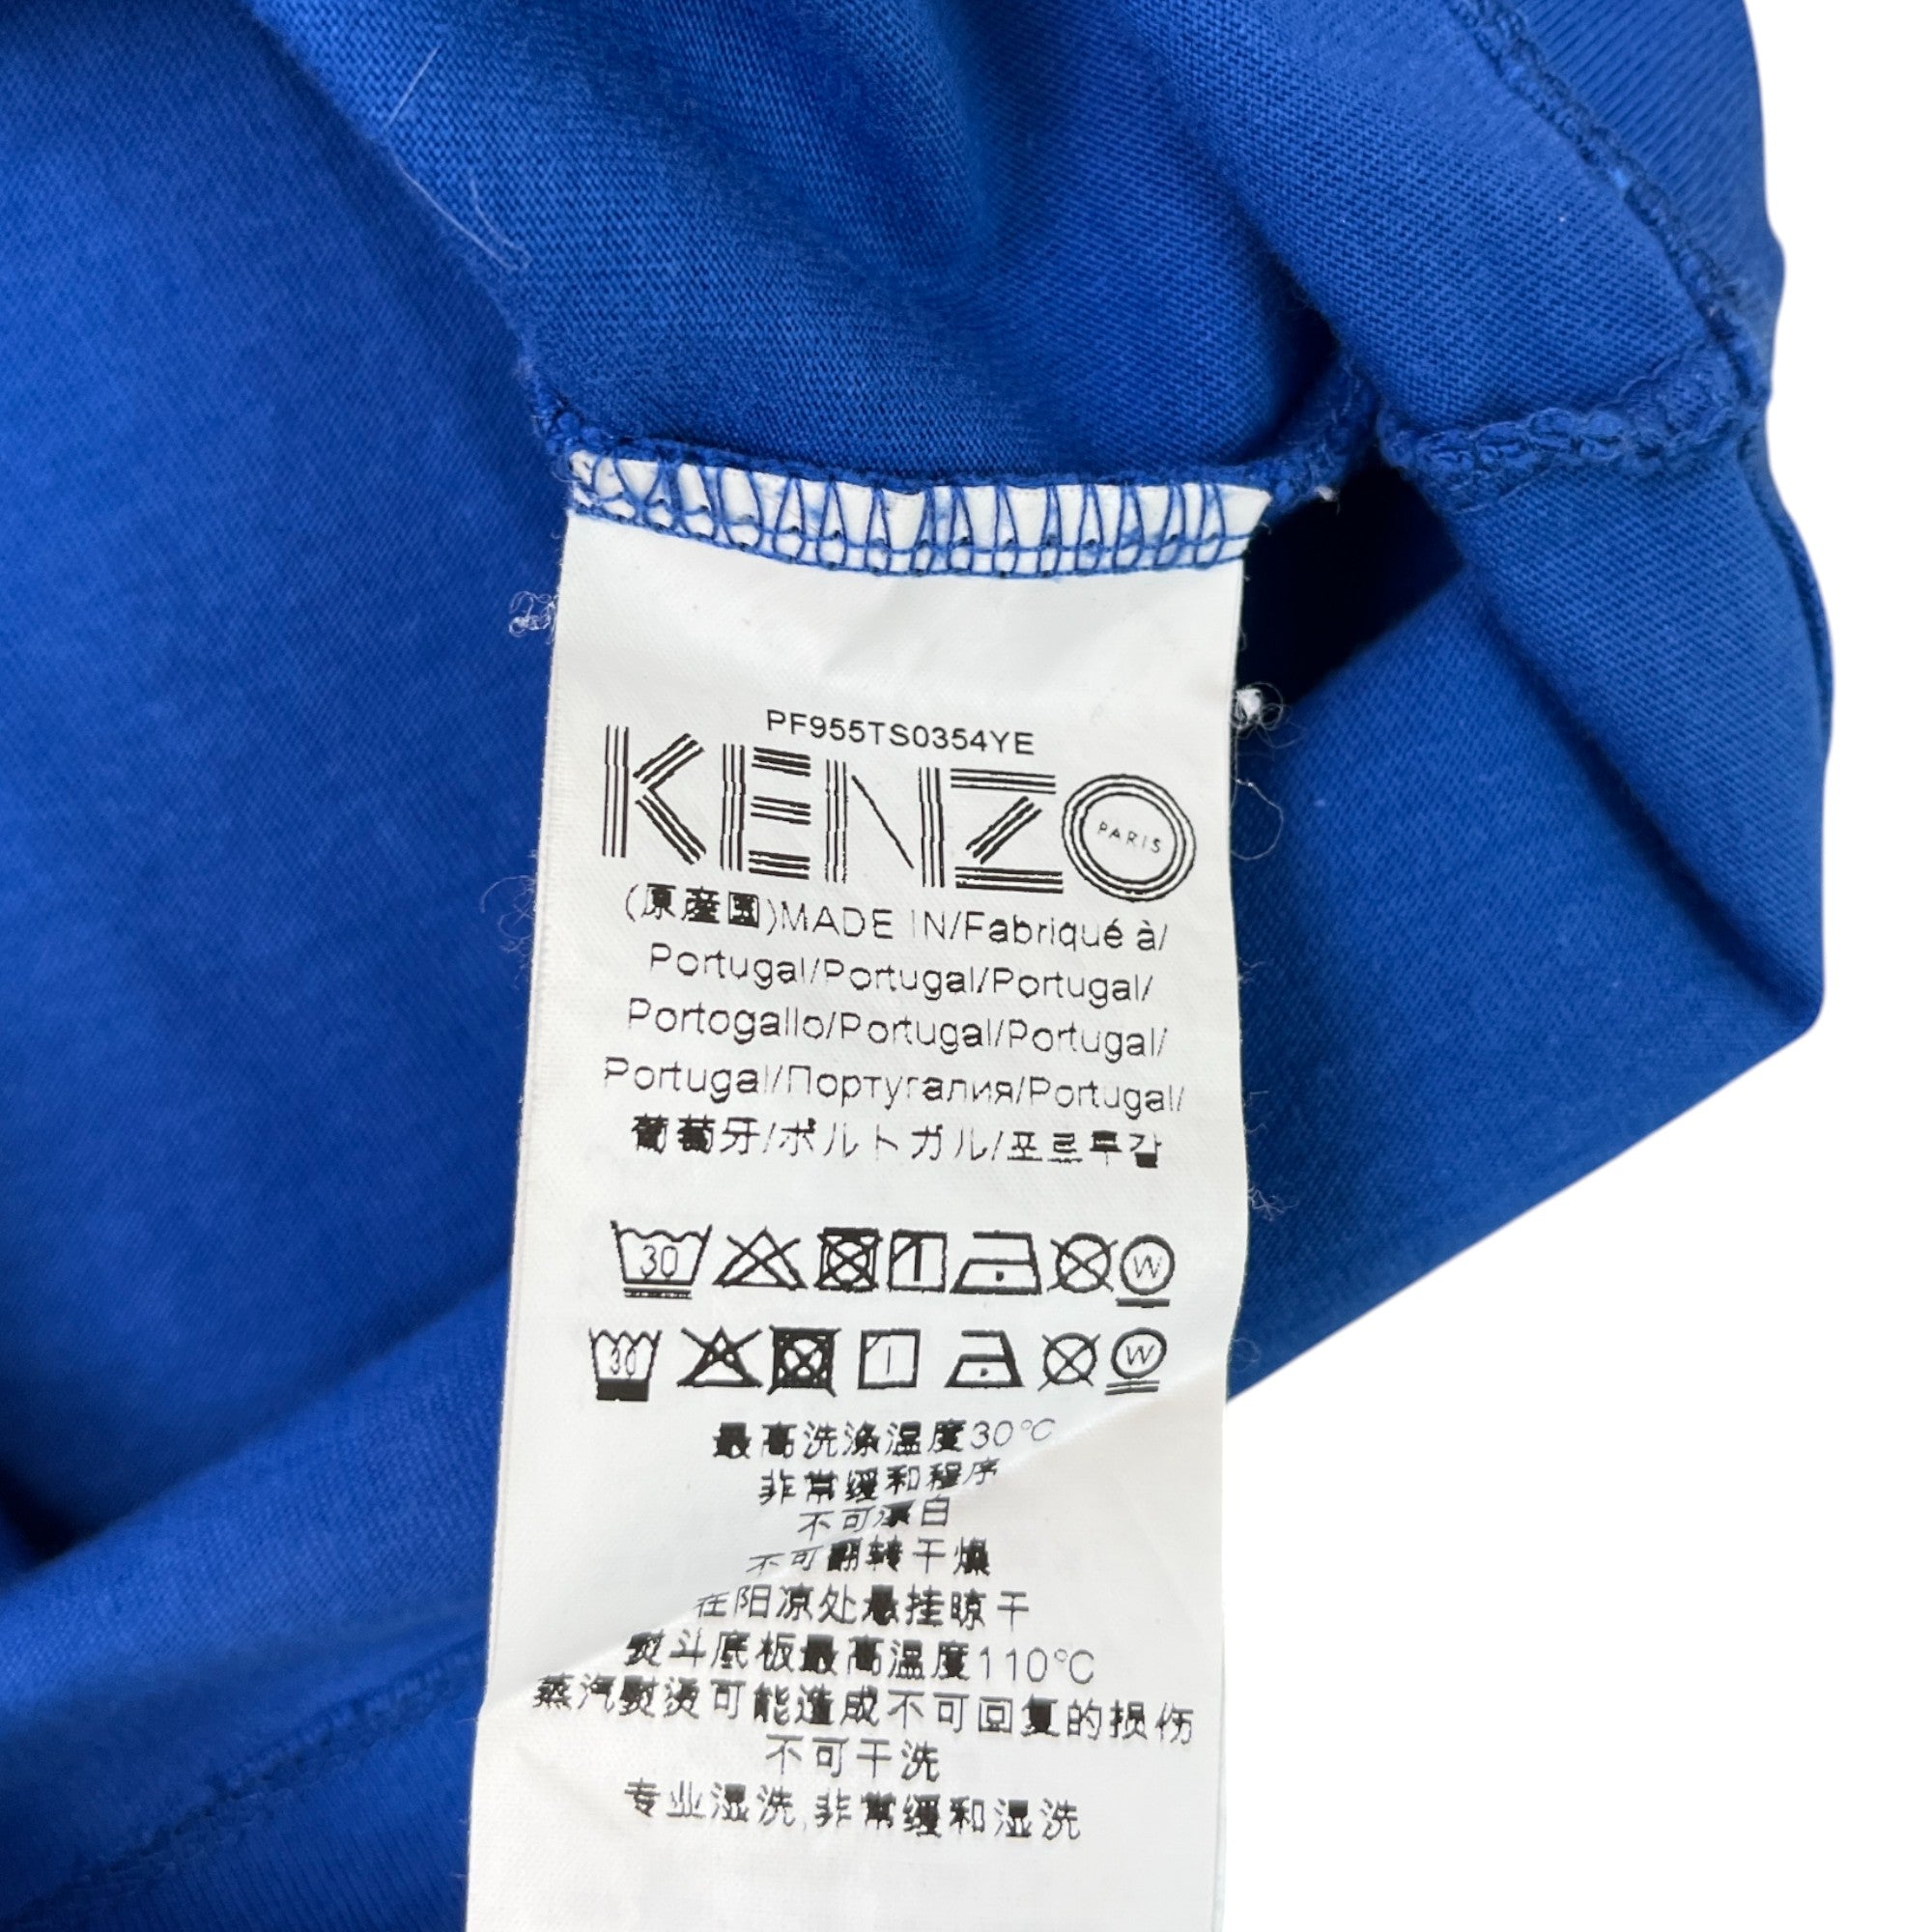 PF955TS0354YE
KENZO
PARIS
(原産國)MADE IN/Fabriqué à/
Portugal/Portugal/Portugal/
Portogallo/Portugal/Portugal/
Portugal/Португалия/Portugal/
葡萄牙/ポルトガル/포르투갈
30 W
30 W
最高洗涤温度30°C
非常缓和程序
不可漂白
不可翻转干燥
在阳凉处悬挂晾干
熨斗底板最高温度110°C
蒸汽熨烫可能造成不可回复的损伤
不可干洗
专业湿洗,非常缓和湿洗